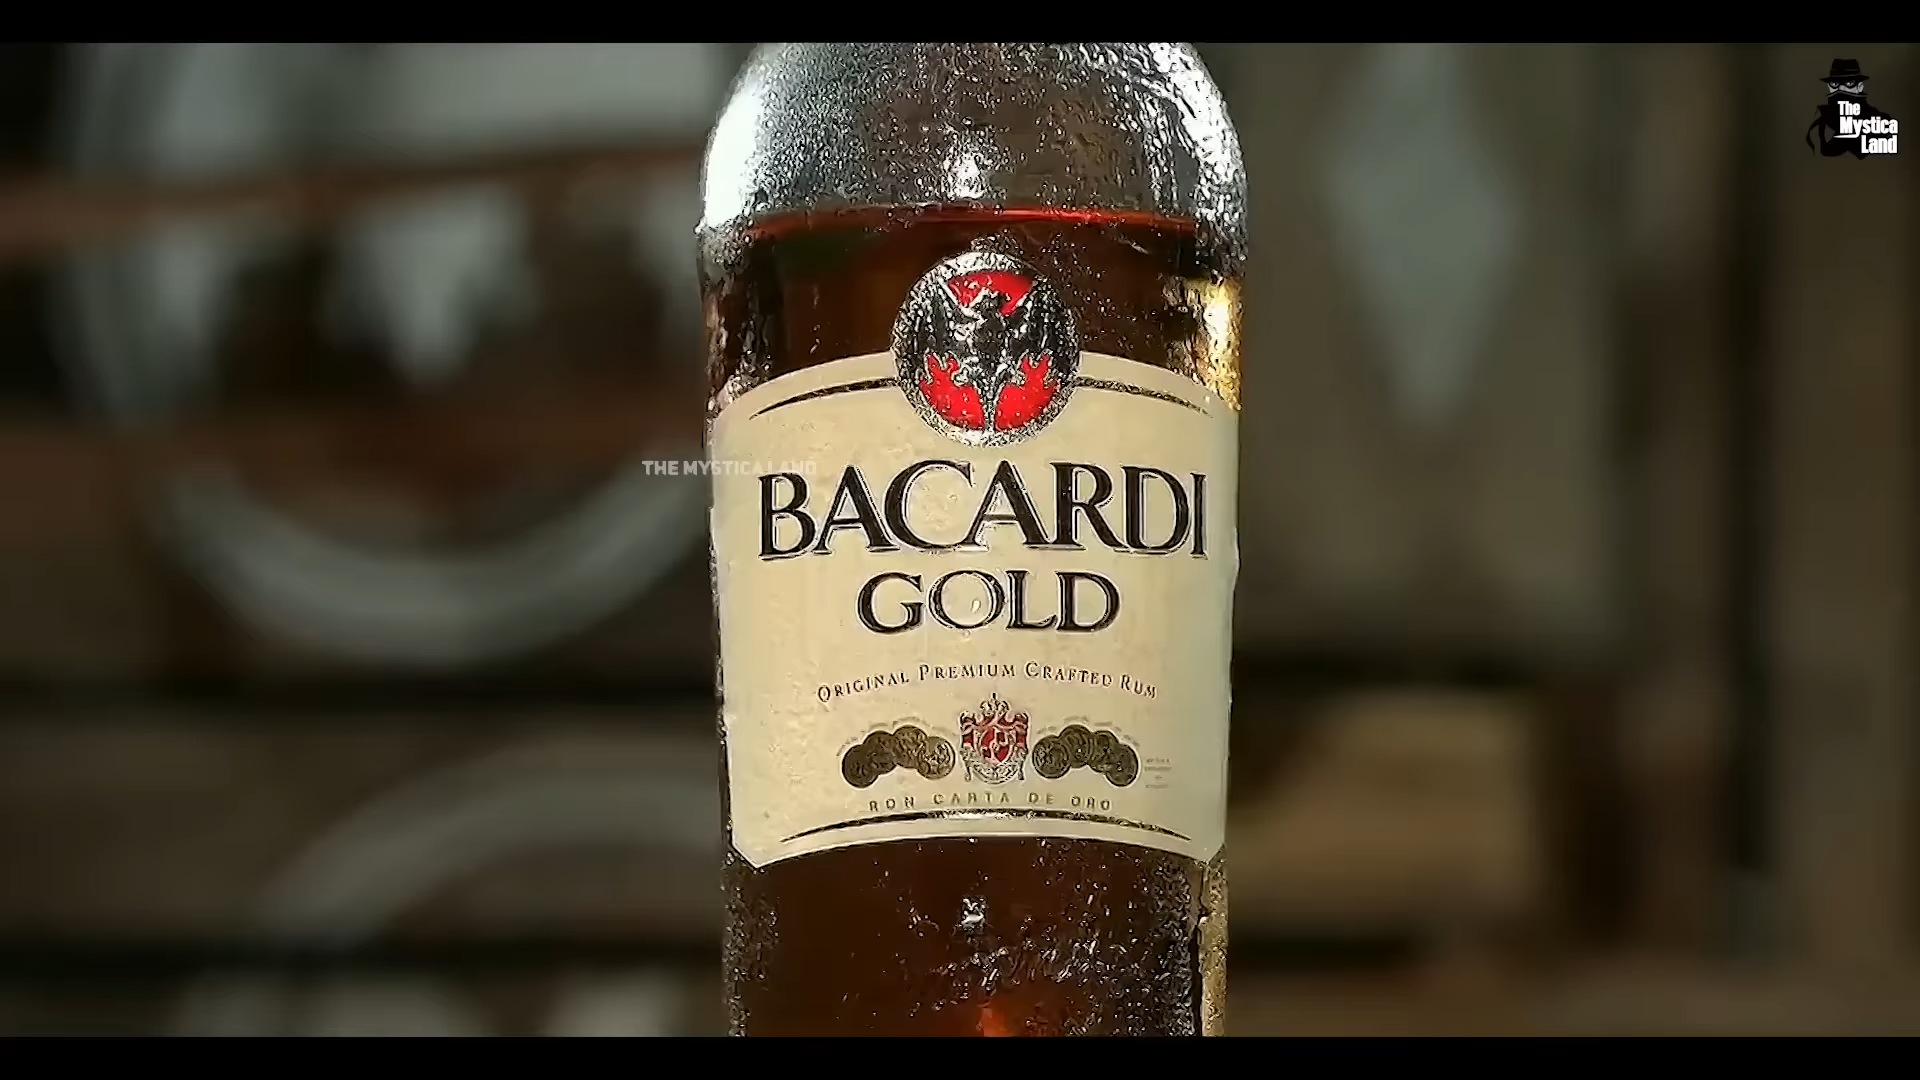 The
Mystica
Land
THE MYSTICA LAND
BACARDI
GOLD
ORIGINAL PREMIUM CRAFTED RUM
RON CARTA DE ORO